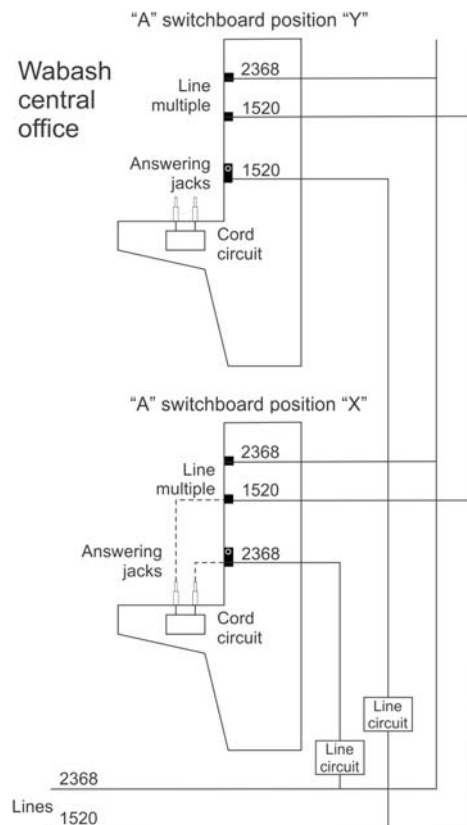 “A” switchboard position “Y”
Wabash
central
office
Line
multiple
2368
1520
Answering
jacks
1520
Cord
circuit
“A” switchboard position “X”
2368
Line
multiple
1520
Answering
jacks
2368
Cord
circuit
Line
circuit
Line
circuit
2368
Lines
1520